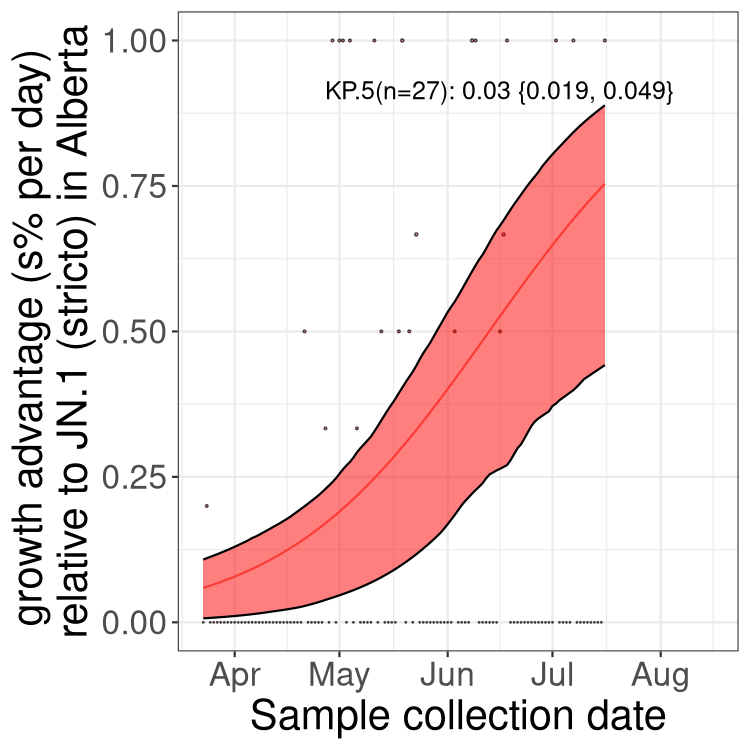 growth advantage (s% per day)
relative to JN.1 (stricto) in Alberta
1.00
0.75
0.50
0.25
0.00
KP.5(n=27): 0.03 {0.019, 0.049}
Apr May Jun Jul Aug
Sample collection date